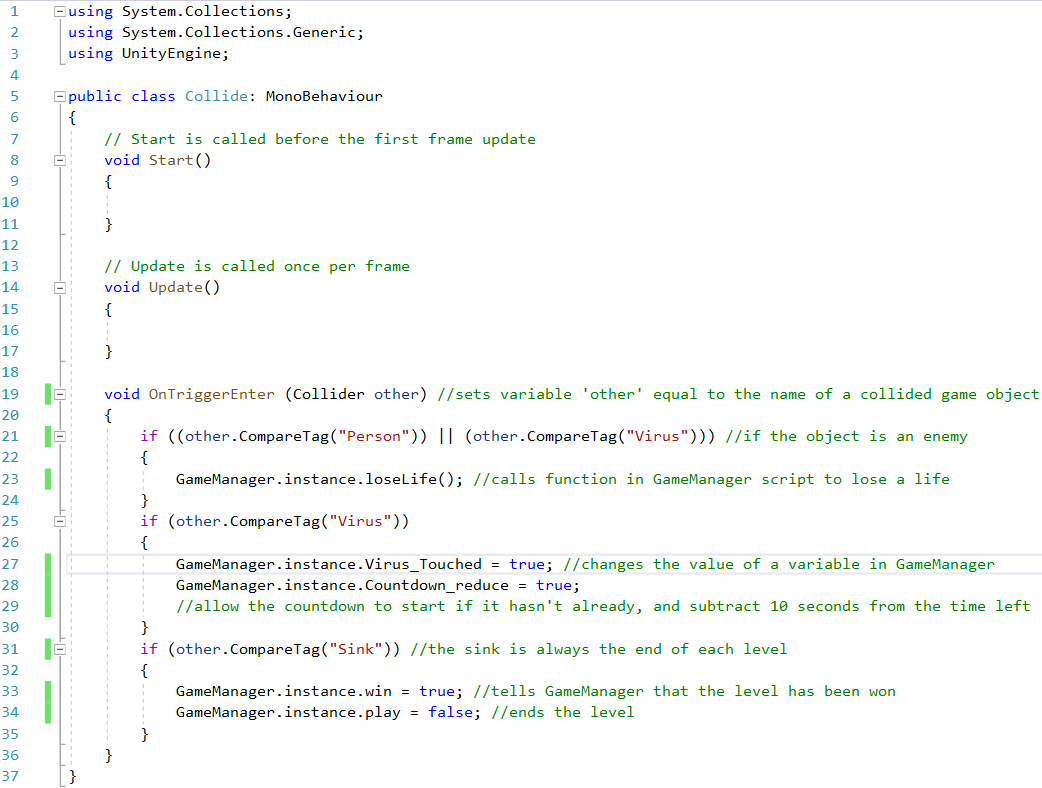 1 using System.Collections;
2 using System.Collections.Generic;
3 using UnityEngine;
4
5 public class Collide: MonoBehaviour
6 {
7     // Start is called before the first frame update
8     void Start()
9     {
10
11     }
12
13     // Update is called once per frame
14     void Update()
15     {
16
17     }
18
19     void OnTriggerEnter (Collider other) //sets variable 'other' equal to the name of a collided game object
20     {
21         if ((other.CompareTag("Person")) || (other.CompareTag("Virus"))) //if the object is an enemy
22         {
23             GameManager.instance.loseLife(); //calls function in GameManager script to lose a life
24         }
25         if (other.CompareTag("Virus"))
26         {
27             GameManager.instance.Virus_Touched = true; //changes the value of a variable in GameManager
28             GameManager.instance.Countdown_reduce = true;
29             //allow the countdown to start if it hasn't already, and subtract 10 seconds from the time left
30         }
31         if (other.CompareTag("Sink")) //the sink is always the end of each level
32         {
33             GameManager.instance.win = true; //tells GameManager that the level has been won
34             GameManager.instance.play = false; //ends the level
35         }
36     }
37 }